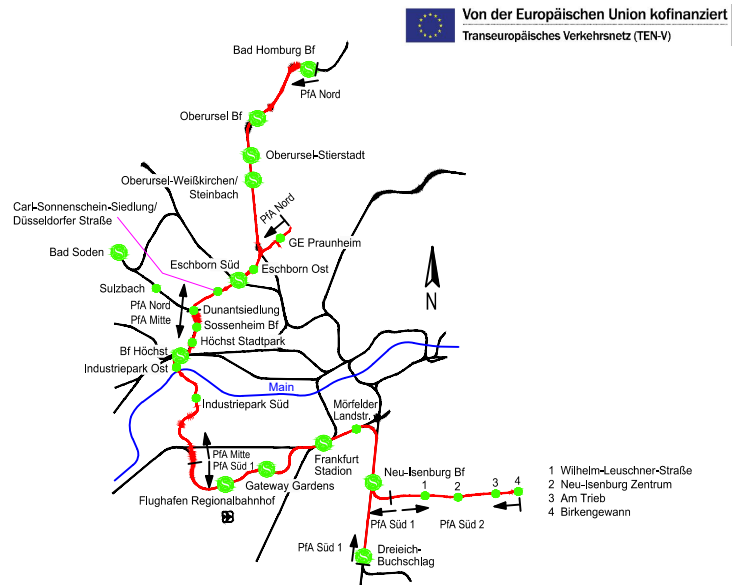 Von der Europäischen Union kofinanziert
Transeuropäisches Verkehrsnetz (TEN-V)
Bad Homburg Bf
PfA Nord
Oberursel Bf
Oberursel-Stierstadt
Oberursel-Weißkirchen/
Steinbach
Carl-Sonnenschein-Siedlung/
Düsseldorfer Straße
PfA Nord
GE Praunheim
Bad Soden
Eschborn Süd
Eschborn Ost
Sulzbach
PfA Nord
PfA Mitte
Dunantsiedlung
Sossenheim Bf
Höchst Stadtpark
N
Bf Höchst
Industriepark Ost
Main
Industriepark Süd
Mörfelder
Landstr.
PfA Mitte
PfA Süd 1
Frankfurt
Stadion
Gateway Gardens
Flughafen Regionalbahnhof
Neu-Isenburg Bf
1 2 3 4
PfA Süd 1
PfA Süd 2
1 Wilhelm-Leuschner-Straße
2 Neu-Isenburg Zentrum
3 Am Trieb
4 Birkengewann
PfA Süd 1
Dreieich-
Buchschlag